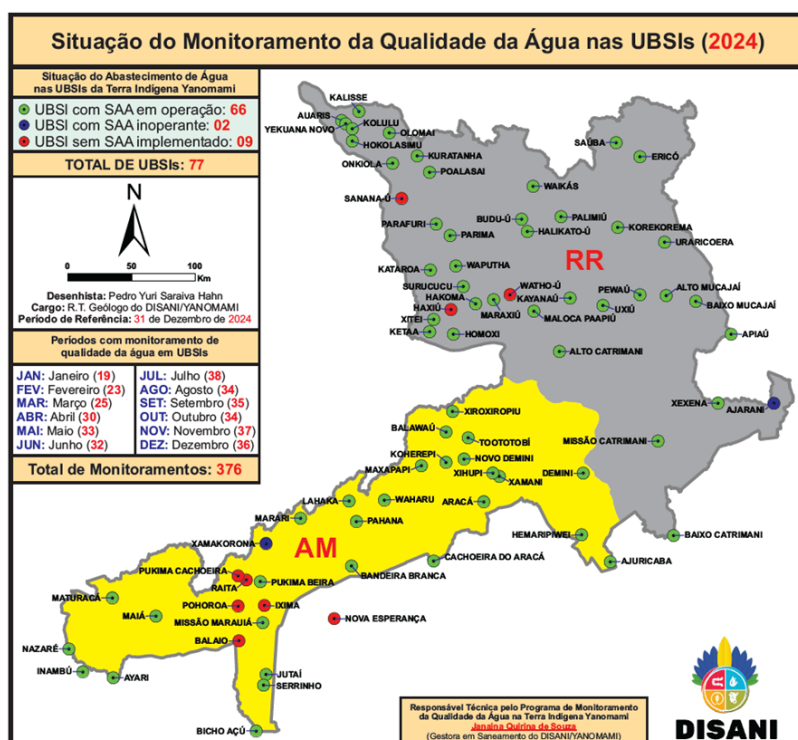 Situação do Monitoramento da Qualidade da Água nas UBSIs (2024)
Situação do Abastecimento de Água
nas UBSIs da Terra Indígena Yanomami
UBSI com SAA em operação: 66
UBSI com SAA inoperante: 02
UBSI sem SAA implementado: 09
TOTAL DE UBSIs: 77
N
0 50 100
Km
Desenhista: Pedro Yuri Saraiva Hahn
Cargo: R.T. Geólogo do DISANI/YANOMAMI
Período de Referência: 31 de Dezembro de 2024
Períodos com monitoramento de
qualidade da água em UBSIs
JAN: Janeiro (19)
FEV: Fevereiro (23)
MAR: Março (25)
ABR: Abril (30)
MAI: Maio (33)
JUN: Junho (32)
JUL: Julho (38)
AGO: Agosto (34)
SET: Setembro (35)
OUT: Outubro (34)
NOV: Novembro (37)
DEZ: Dezembro (36)
Total de Monitoramentos: 376
KALISSE
AUARIS
KOLULU
YEKUANA NOVO
OLOMAI
HOKOLASIMU
KURATANHA
ONKIOLA
POALASAI
SAÚBA
ERICÓ
SANANA-Ú
WAIKÁS
PARAFURI
PARIMA
BUDU-Ú
PALIMIÚ
HALIKATO-Ú
KOREKOREMA
URARICOERA
RR
KATAROA
WAPUTHA
SURUCUCU
WATHO-Ú
PEWAÚ
ALTO MUCAJAÍ
HAKOMA
KAYANAÚ
BAIXO MUCAJAÍ
HAXIÚ
MARAXIÚ
UXIÚ
MALOCA PAAPIÚ
XITEI
KETAA
HOMOXI
APIAÚ
ALTO CATRIMANI
XEXENA
AJARANI
XIROXIROPIU
BALAWAÚ
TOOTOTOBÍ
MISSÃO CATRIMANI
KOHEREPI
NOVO DEMINI
MAXAPAPI
XIHUPI
XAMANI
DEMINI
LAHAKA
WAHARU
ARACÁ
MARARI
PAHANA
HEMARIPIWEI
BAIXO CATRIMANI
XAMAKORONA
AM
CACHOEIRA DO ARACÁ
AJURICABA
PUKIMA CACHOEIRA
BANDEIRA BRANCA
RAITA
PUKIMA BEIRA
MATURACÁ
POHOROA
IXIMA
MAIÁ
MISSÃO MARAUIÁ
NOVA ESPERANÇA
BALAIO
NAZARÉ
INAMBÚ
AYARI
JUTAÍ
SERRINHO
BICHO AÇÚ
Responsável Técnica pelo Programa de Monitoramento
da Qualidade da Água na Terra Indígena Yanomami
Janaina Quirina de Souza
(Gestora em Saneamento do DISANI/YANOMAMI)
DISANI